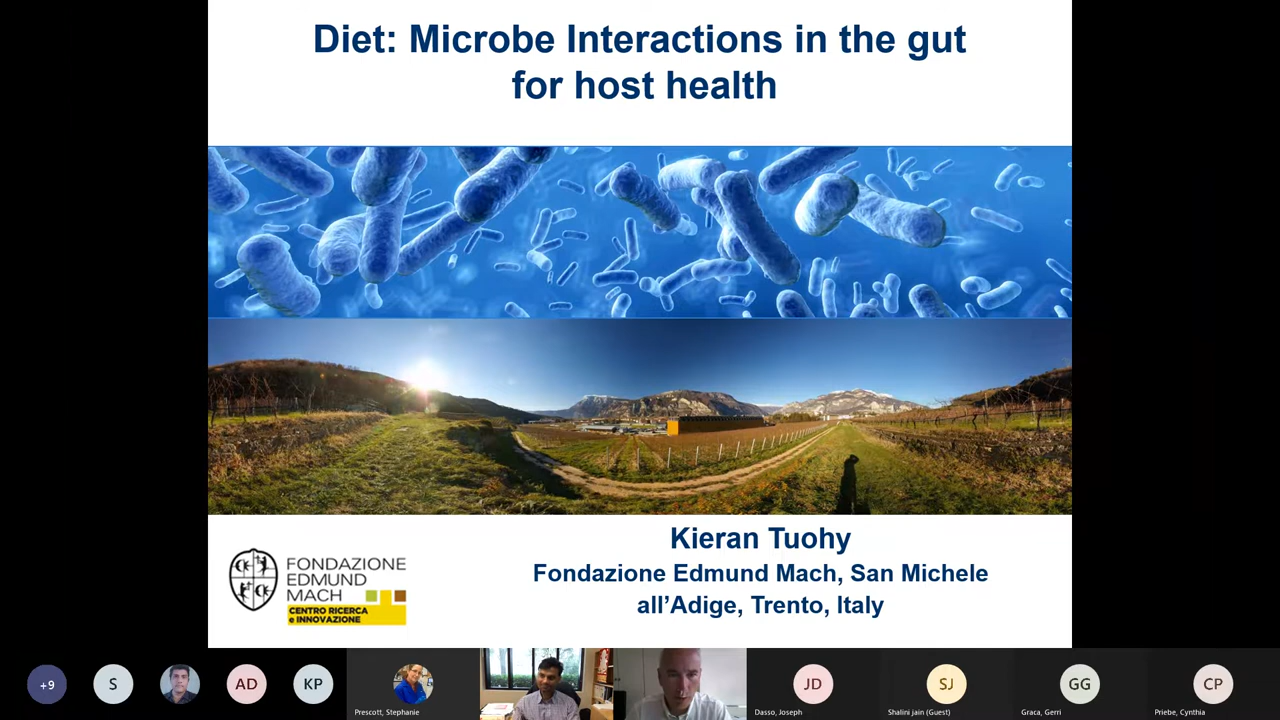 Diet: Microbe Interactions in the gut
for host health
Kieran Tuohy
Fondazione Edmund Mach, San Michele
all'Adige, Trento, Italy
FONDAZIONE
EDMUND
MACH
CENTRO RICERCA
e INNOVAZIONE
+9
S
AD
KP
Prescott, Stephanie
JD
Dasso, Joseph
SJ
Shalini jain (Guest)
GG
Graca, Gerri
CP
Priebe, Cynthia